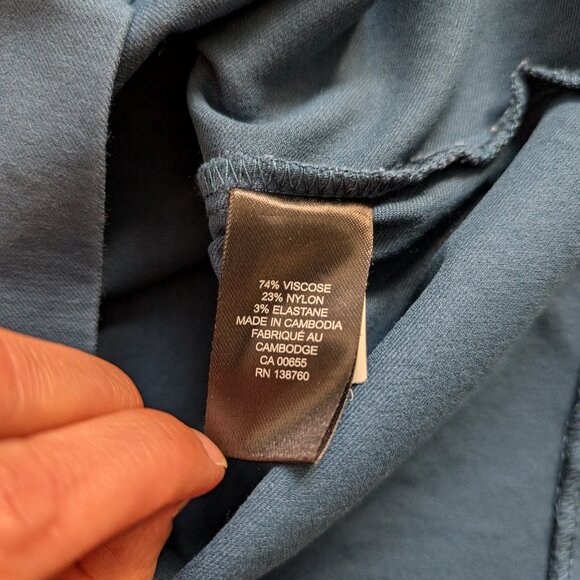 74% VISCOSE
23% NYLON
3% ELASTANE
MADE IN CAMBODIA
FABRIQUÉ AU
CAMBODGE
CA 00655
RN 138760